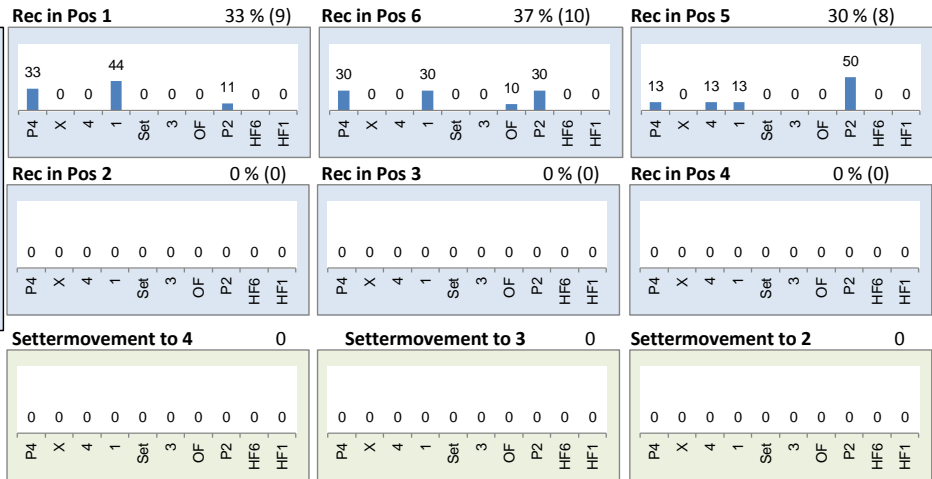 Rec in Pos 1 33 % (9) Rec in Pos 6 37 % (10) Rec in Pos 5 30 % (8)
33 0 0 44 0 0 0 11 0 0
30 0 0 30 0 0 10 30 0 0
13 0 13 13 0 0 0 50 0 0
P4 X 4 1 Set 3 OF P2 HF6 HF1
P4 X 4 1 Set 3 OF P2 HF6 HF1
P4 X 4 1 Set 3 OF P2 HF6 HF1
Rec in Pos 2 0 % (0) Rec in Pos 3 0 % (0) Rec in Pos 4 0 % (0)
0 0 0 0 0 0 0 0 0 0
0 0 0 0 0 0 0 0 0 0
0 0 0 0 0 0 0 0 0 0
P4 X 4 1 Set 3 OF P2 HF6 HF1
P4 X 4 1 Set 3 OF P2 HF6 HF1
P4 X 4 1 Set 3 OF P2 HF6 HF1
Settermovement to 4 0 Settermovement to 3 0 Settermovement to 2 0
0 0 0 0 0 0 0 0 0 0
0 0 0 0 0 0 0 0 0 0
0 0 0 0 0 0 0 0 0 0
P4 X 4 1 Set 3 OF P2 HF6 HF1
P4 X 4 1 Set 3 OF P2 HF6 HF1
P4 X 4 1 Set 3 OF P2 HF6 HF1